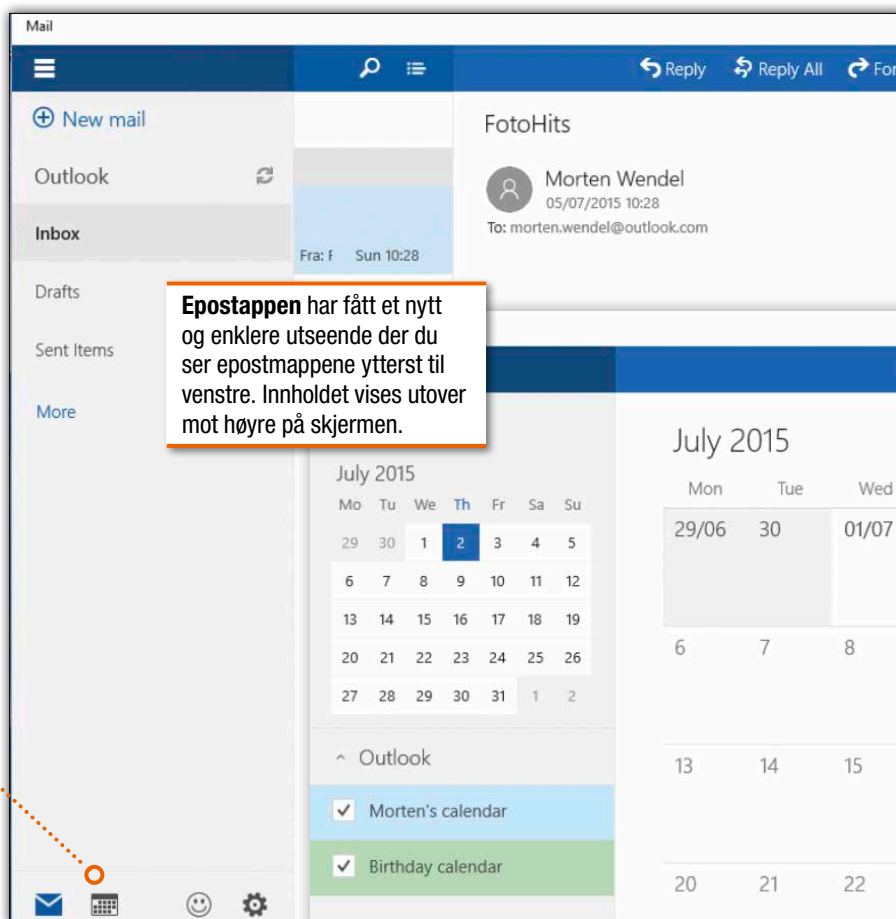 Mail
Reply Reply All For
New mail
Outlook
Inbox
Drafts
Sent Items
More
Fra: F Sun 10:28
FotoHits
Morten Wendel
05/07/2015 10:28
To: morten.wendel@outlook.com
Epostappen har fått et nytt
og enklere utseende der du
ser epostmappene ytterst til
venstre. Innholdet vises utover
mot høyre på skjermen.
July 2015
Mo Tu We Th Fr Sa Su
29 30 1 2 3 4 5
6 7 8 9 10 11 12
13 14 15 16 17 18 19
20 21 22 23 24 25 26
27 28 29 30 31 1 2
Outlook
Morten's calendar
Birthday calendar
July 2015
Mon Tue Wed
29/06 30 01/07
6 7 8
13 14 15
20 21 22